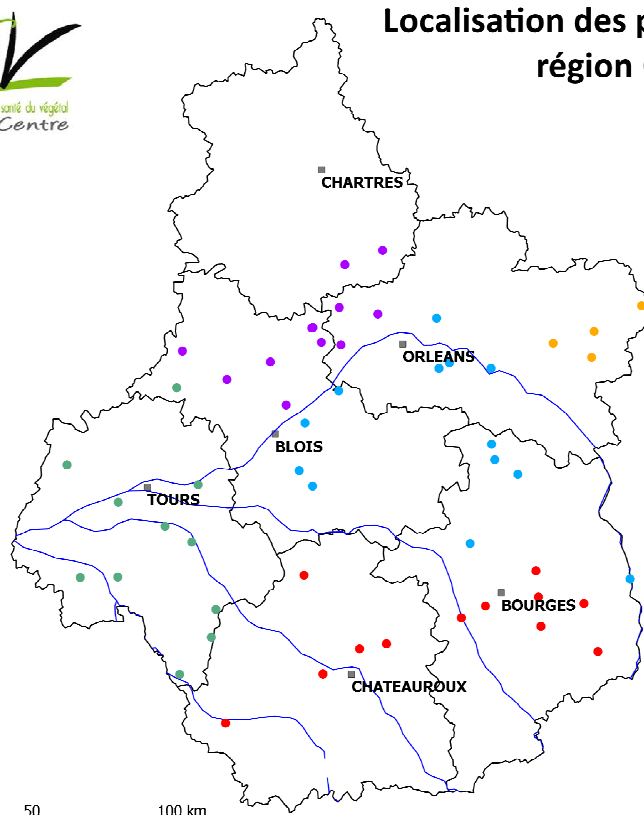 Localisation des p
région
santé du végétal
Centre
CHARTRES
ORLEANS
BLOIS
TOURS
BOURGES
CHATEAUROUX
50 100 km